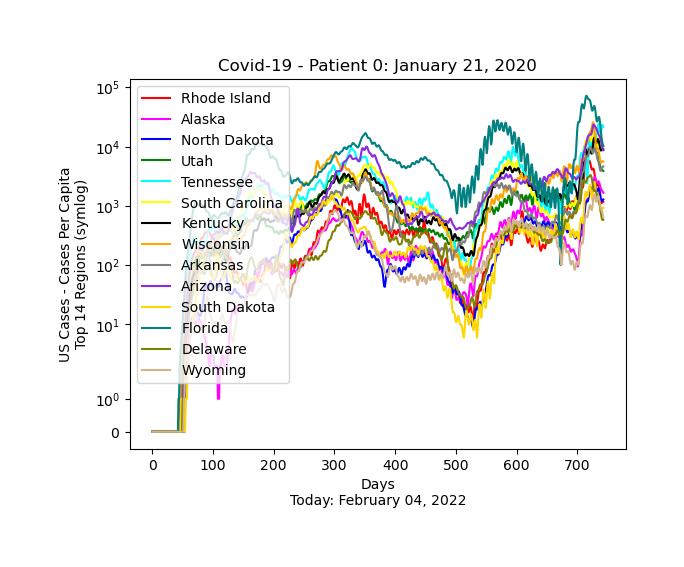 Covid-19 - Patient 0: January 21, 2020
US Cases - Cases Per Capita
Top 14 Regions (symlog)
10^5
10^4
10^3
10^2
10^1
10^0
0
Rhode Island
Alaska
North Dakota
Utah
Tennessee
South Carolina
Kentucky
Wisconsin
Arkansas
Arizona
South Dakota
Florida
Delaware
Wyoming
0 100 200 300 400 500 600 700
Days
Today: February 04, 2022